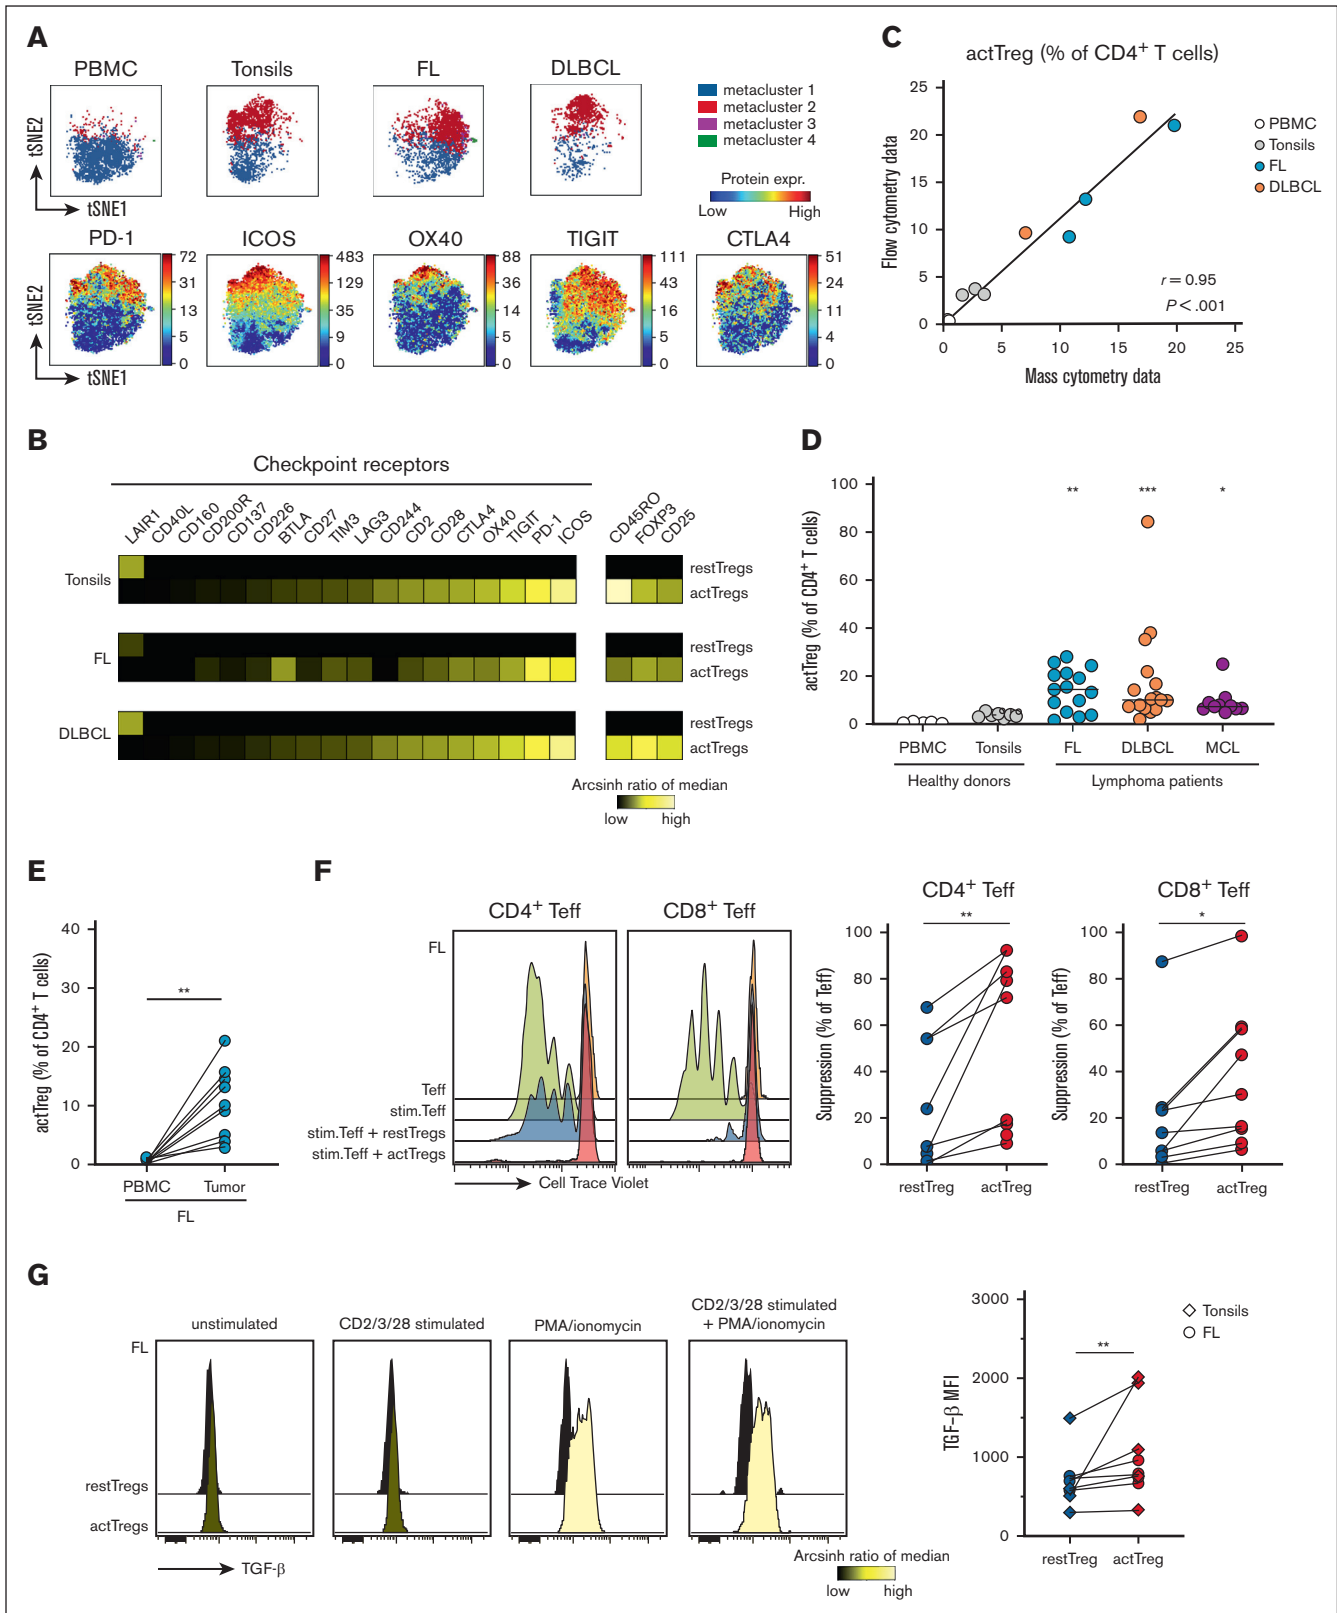 A
PBMC
Tonsils
FL
DLBCL
metacluster 1
metacluster 2
metacluster 3
metacluster 4
Protein expr.
Low
High
tSNE2
tSNE1
PD-1
72
31
13
5
0
ICOS
483
129
35
9
0
OX40
88
34
14
5
0
TIGIT
111
43
16
5
0
CTLA4
51
24
11
4
0
tSNE2
tSNE1
C
actTreg (% of CD4+ T cells)
Flow cytometry data
25
20
15
10
5
0
0
5
10
15
20
25
Mass cytometry data
r = 0.95
P < .001
PBMC
Tonsils
FL
DLBCL
B
Checkpoint receptors
LAIR1
CD40L
CD160
CD200R
CD137
CD226
BTLA
CD27
TIM3
LAG3
CD244
CD2
CD28
CTLA4
OX40
TIGIT
PD-1
ICOS
CD45RO
FOXP3
CD25
Tonsils
restTregs
actTregs
FL
restTregs
actTregs
DLBCL
restTregs
actTregs
Arcsinh ratio of median
low
high
D
actTreg (% of CD4+ T cells)
100
80
60
40
20
0
**
***
*
PBMC
Tonsils
FL
DLBCL
MCL
Healthy donors
Lymphoma patients
E
actTreg (% of CD4+ T cells)
40
30
20
10
0
**
PBMC
Tumor
FL
F
CD4+ Teff
CD8+ Teff
FL
Teff
stim.Teff
stim.Teff + restTregs
stim.Teff + actTregs
Cell Trace Violet
CD4+ Teff
Suppression (% of Teff)
100
80
60
40
20
0
**
restTreg
actTreg
CD8+ Teff
Suppression (% of Teff)
100
80
60
40
20
0
*
restTreg
actTreg
G
unstimulated
CD2/3/28 stimulated
PMA/ionomycin
CD2/3/28 stimulated
+ PMA/ionomycin
FL
restTregs
actTregs
TGF-β
Arcsinh ratio of median
low
high
TGF-β MFI
3000
2000
1000
0
**
restTreg
actTreg
Tonsils
FL